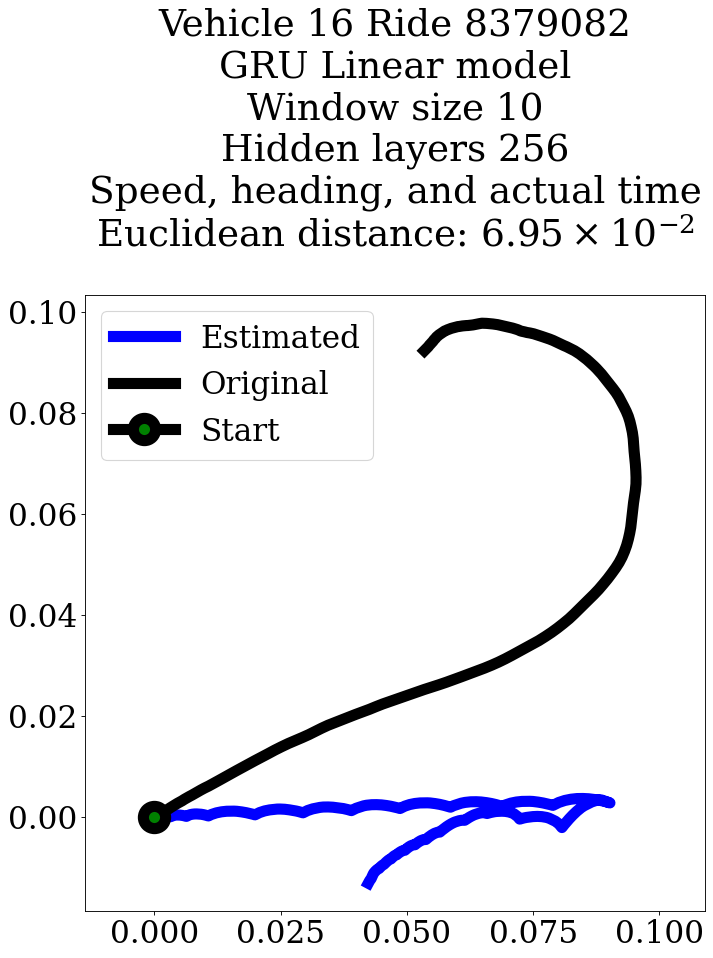 Vehicle 16 Ride 8379082
GRU Linear model
Window size 10
Hidden layers 256
Speed, heading, and actual time
Euclidean distance: 6.95 × 10⁻²
0.10
0.08
0.06
0.04
0.02
0.00
Estimated
Original
Start
0.000 0.025 0.050 0.075 0.100